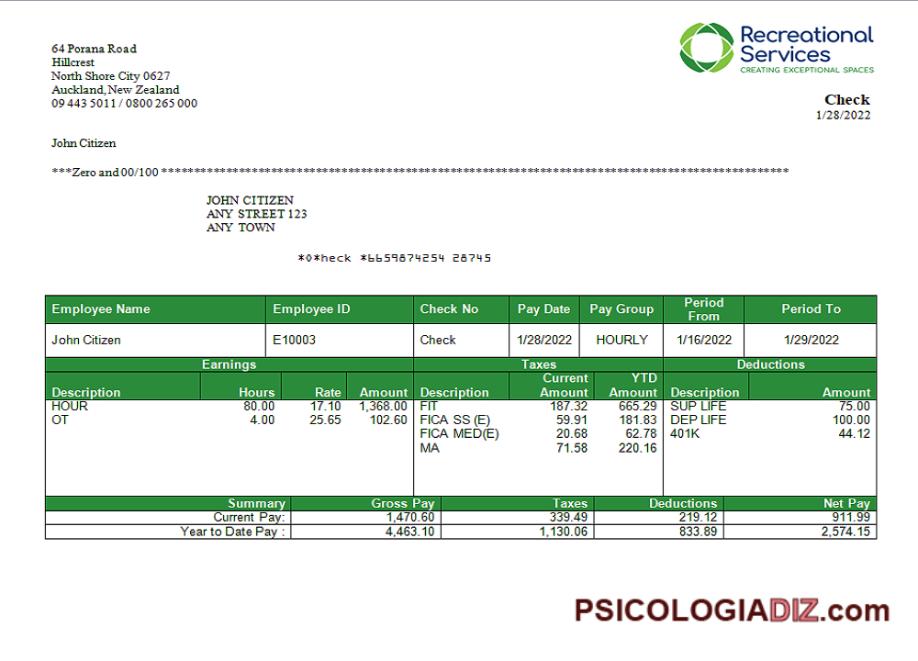 64 Porana Road
Hillcrest
North Shore City 0627
Auckland, New Zealand
09 443 5011 / 0800 265 000
Recreational
Services
CREATING EXCEPTIONAL SPACES
Check
1/28/2022
John Citizen
***Zero and 00/100 ************************************************************************************************
JOHN CITIZEN
ANY STREET 123
ANY TOWN
*0*heck *6659874254 28745
Employee Name Employee ID Check No Pay Date Pay Group Period From Period To
John Citizen E10003 Check 1/28/2022 HOURLY 1/16/2022 1/29/2022
Earnings Taxes Deductions
Description Hours Rate Amount Description Current Amount YTD Amount Description Amount
HOUR 80.00 17.10 1,368.00 FIT 187.32 665.29 SUP LIFE 75.00
OT 4.00 25.65 102.60 FICA SS (E) 59.91 181.83 DEP LIFE 100.00
FICA MED(E) 20.68 62.78 401K 44.12
MA 71.58 220.16
Summary Gross Pay Taxes Deductions Net Pay
Current Pay: 1,470.60 339.49 219.12 911.99
Year to Date Pay : 4,463.10 1,130.06 833.89 2,574.15
PSICOLOGIADIZ.com